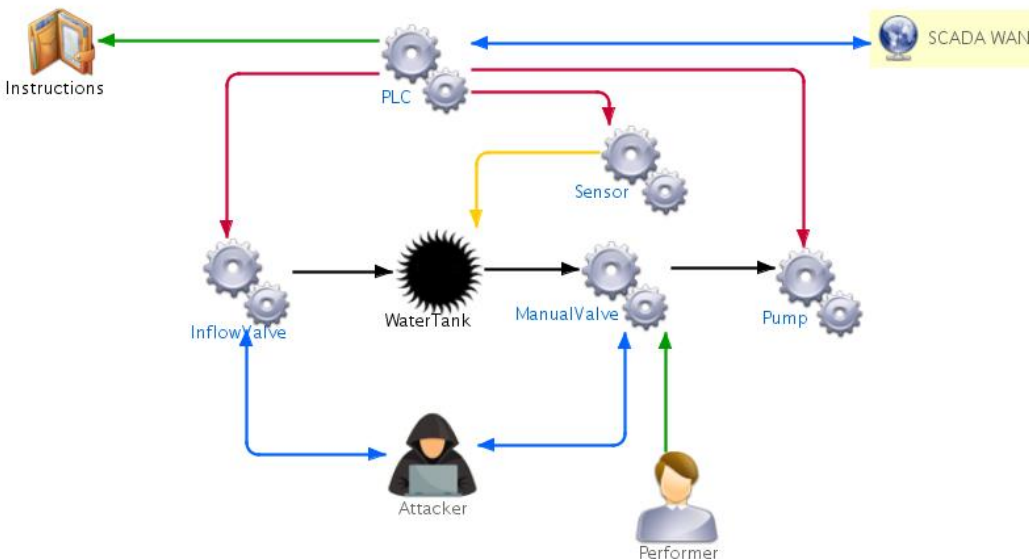 SCADA WAN
Instructions
PLC
Sensor
InflowValve
WaterTank
ManualValve
Pump
Attacker
Performer